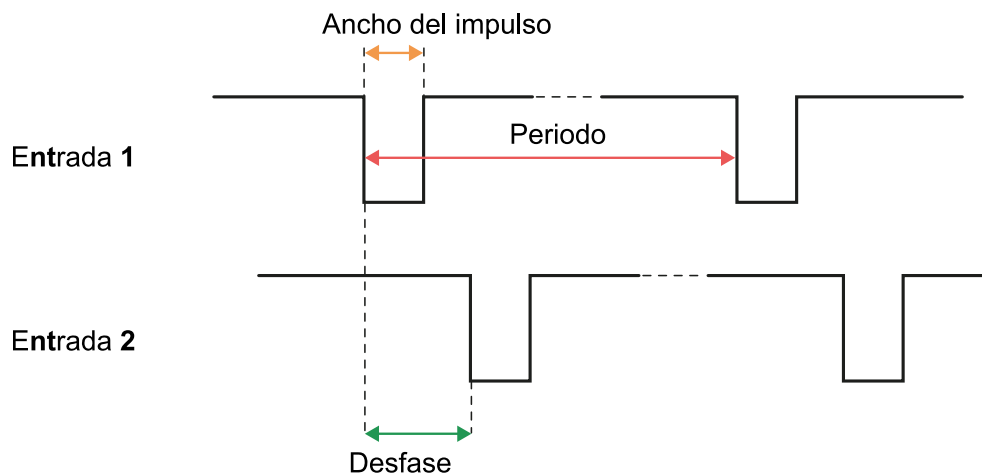 Ancho del impulso
Periodo
Entrada 1
Entrada 2
Desfase